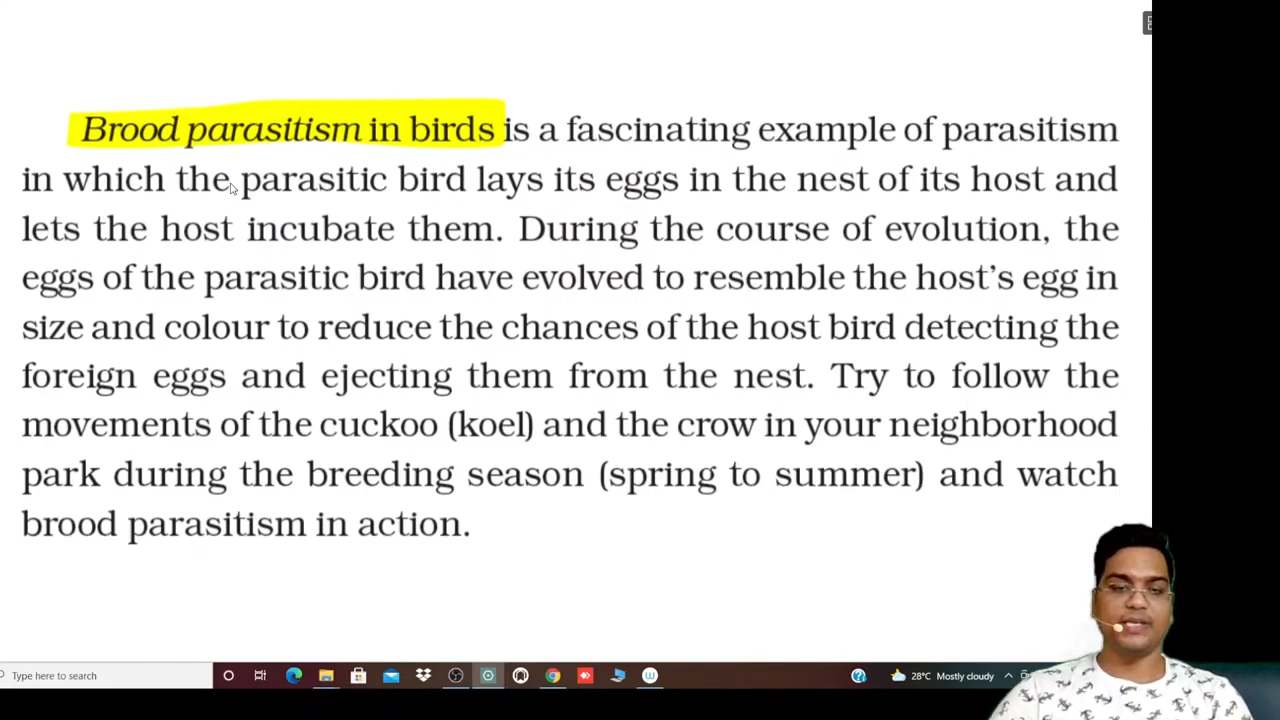 Brood parasitism in birds is a fascinating example of parasitism
in which the parasitic bird lays its eggs in the nest of its host and
lets the host incubate them. During the course of evolution, the
eggs of the parasitic bird have evolved to resemble the host’s egg in
size and colour to reduce the chances of the host bird detecting the
foreign eggs and ejecting them from the nest. Try to follow the
movements of the cuckoo (koel) and the crow in your neighborhood
park during the breeding season (spring to summer) and watch
brood parasitism in action.
Type here to search
28°C Mostly cloudy